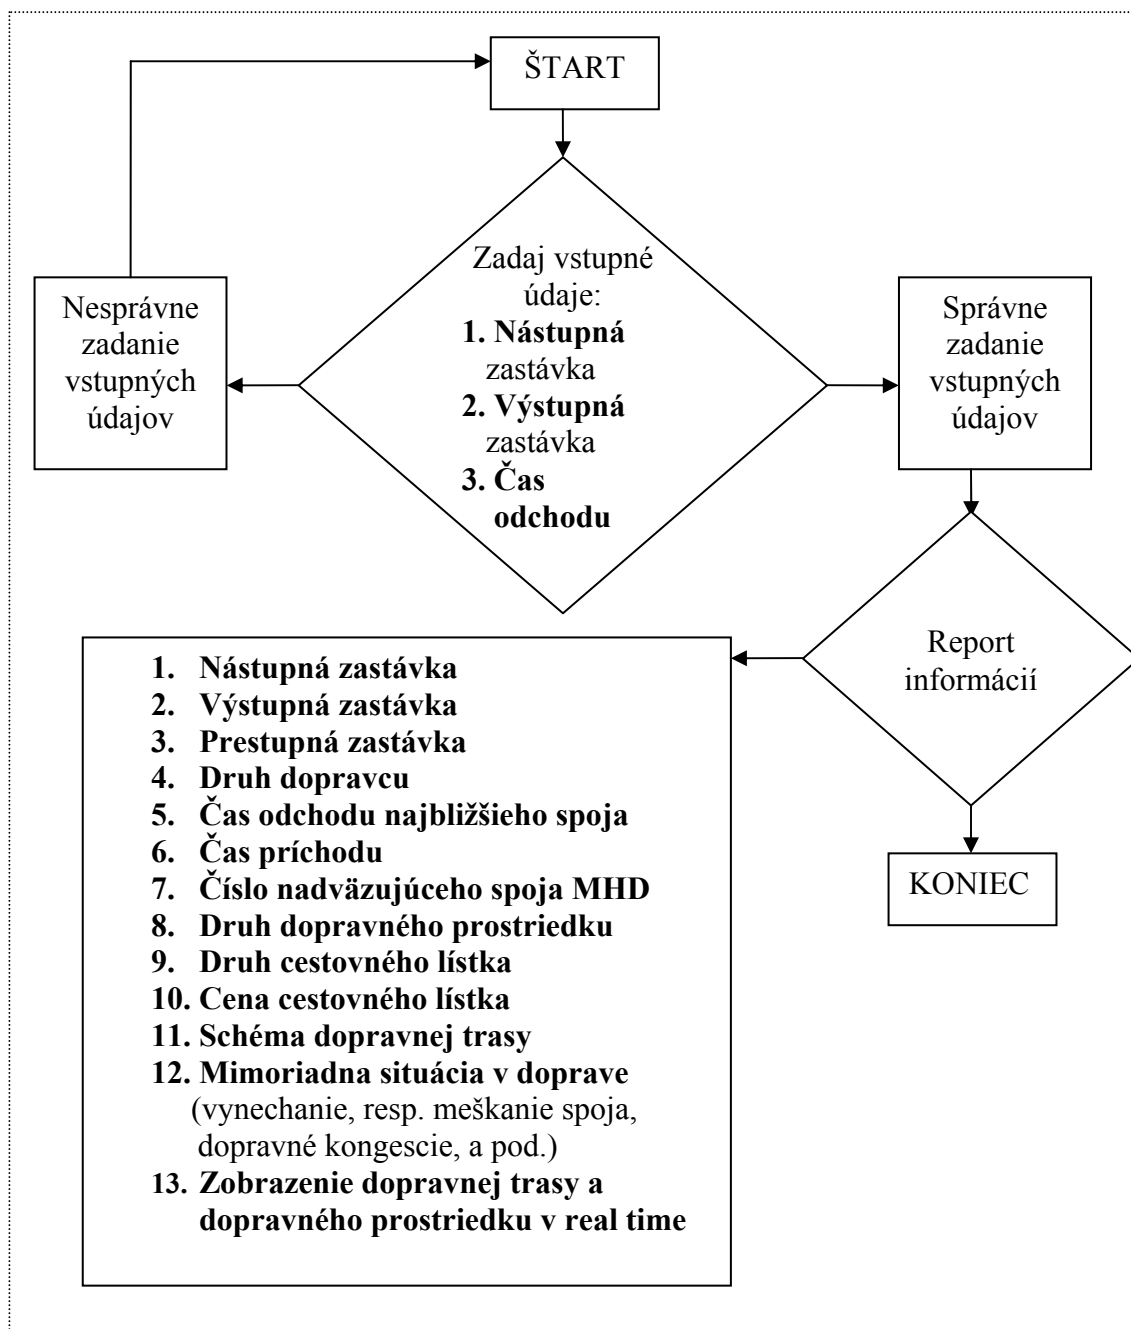 ŠTART
Zadaj vstupné
údaje:
1. Nástupná
zastávka
2. Výstupná
zastávka
3. Čas
odchodu
Nesprávne
zadanie
vstupných
údajov
Správne
zadanie
vstupných
údajov
Report
informácií
KONIEC
1. Nástupná zastávka
2. Výstupná zastávka
3. Prestupná zastávka
4. Druh dopravcu
5. Čas odchodu najbližšieho spoja
6. Čas príchodu
7. Číslo nadväzujúceho spoja MHD
8. Druh dopravného prostriedku
9. Druh cestovného lístka
10. Cena cestovného lístka
11. Schéma dopravnej trasy
12. Mimoriadna situácia v doprave
(vynechanie, resp. meškanie spoja,
dopravné kongescie, a pod.)
13. Zobrazenie dopravnej trasy a
dopravného prostriedku v real time